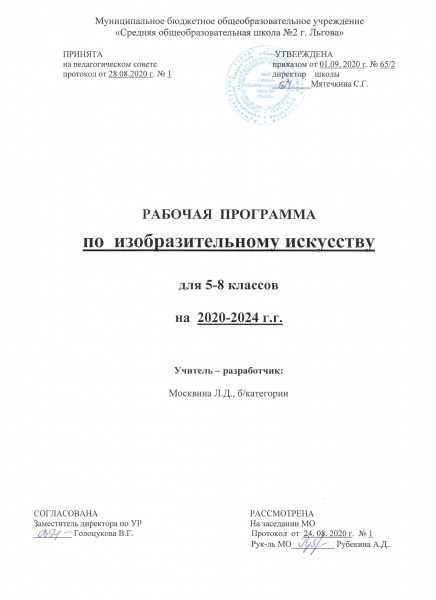 Муниципальное бюджетное общеобразовательное учреждение
«Средняя общеобразовательная школа №2 г. Льгова»
ПРИНЯТА
на педагогическом совете
протокол от 28.08.2020 г. № 1
УТВЕРЖДЕНА
приказом от 01.09. 2020 г. № 65/2
директор школы
Мятечкина С.Г.
РАБОЧАЯ ПРОГРАММА
по изобразительному искусству
для 5-8 классов
на 2020-2024 г.г.
Учитель – разработчик:
Москвина Л.Д., б/категории
СОГЛАСОВАНА
Заместитель директора по УР
Голоцукова В.Г.
РАССМОТРЕНА
На заседании МО
Протокол от 24. 08. 2020 г. № 1
Рук-ль МО Рубекина А.Д..